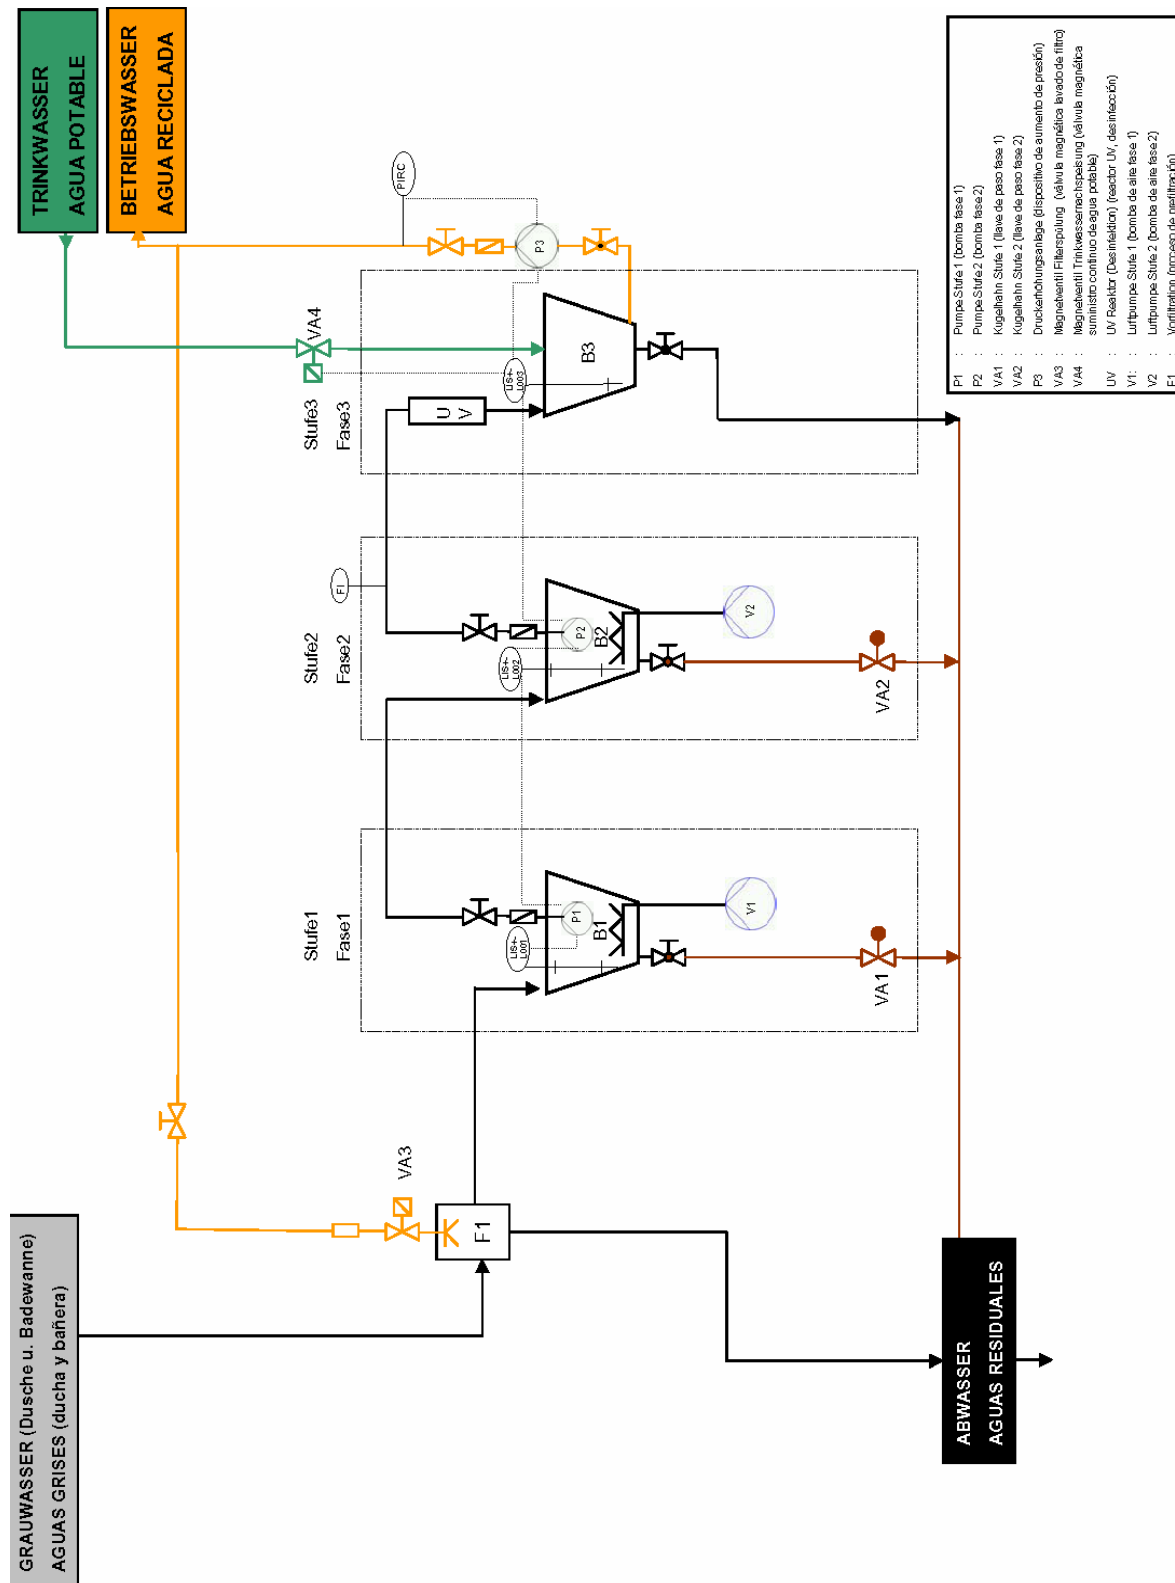 GRAUWASSER (Dusche u. Badewanne)
AGUAS GRISES (ducha y bañera)
TRINKWASSER
AGUA POTABLE
BETRIEBSWASSER
AGUA RECICLADA
VA3
F1
Stufe1
Fase1
LIS+-
L001
P1
B1
V1
VA1
Stufe2
Fase2
FI
LIS+-
L002
P2
B2
V2
VA2
Stufe3
Fase3
VA4
U V
LIS+-
L003
B3
P3
PIRC
ABWASSER
AGUAS RESIDUALES
P1 : Pumpe Stufe 1 (bomba fase 1)
P2 : Pumpe Stufe 2 (bomba fase 2)
VA1 : Kugelhahn Stufe 1 (llave de paso fase 1)
VA2 : Kugelhahn Stufe 2 (llave de paso fase 2)
P3 : Druckerhöhungsanlage (dispositivo de aumento de presión)
VA3 : Magnetventil Filterspülung (válvula magnética lavado de filtro)
VA4 : Magnetventil Trinkwassernachspeisung (válvula magnética
suministro continuo de agua potable)
UV : UV Reaktor (Desinfektion) (reactor UV, desinfección)
V1: : Luftpumpe Stufe 1 (bomba de aire fase 1)
V2 : Luftpumpe Stufe 2 (bomba de aire fase 2)
F1 : Vorfiltration (proceso de prefiltración)